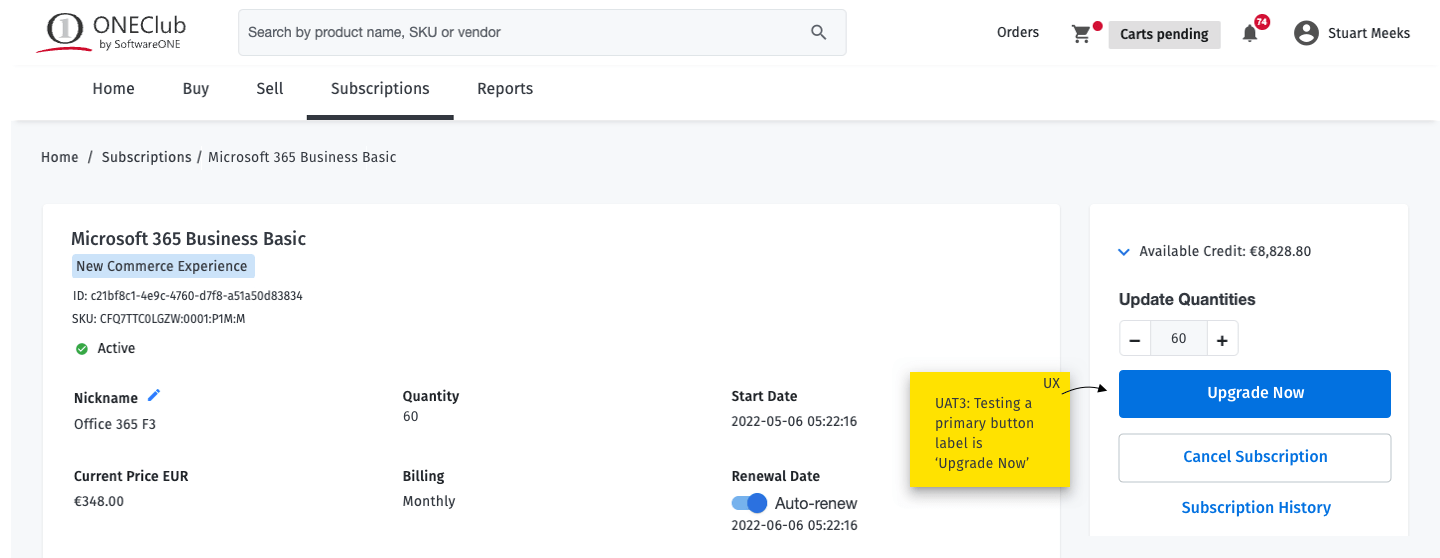 1 ONEClub
by SoftwareONE
Search by product name, SKU or vendor
Orders
Carts pending
74
Stuart Meeks
Home
Buy
Sell
Subscriptions
Reports
Home / Subscriptions / Microsoft 365 Business Basic
Microsoft 365 Business Basic
New Commerce Experience
ID: c21bf8c1-4e9c-4760-d7f8-a51a50d83834
SKU: CFQ7TTC0LGZW:0001:P1M:M
Active
Nickname
Office 365 F3
Quantity
60
Start Date
2022-05-06 05:22:16
Current Price EUR
€348.00
Billing
Monthly
Renewal Date
Auto-renew
2022-06-06 05:22:16
UX
UAT3: Testing a
primary button
label is
‘Upgrade Now’
Available Credit: €8,828.80
Update Quantities
− 60 +
Upgrade Now
Cancel Subscription
Subscription History